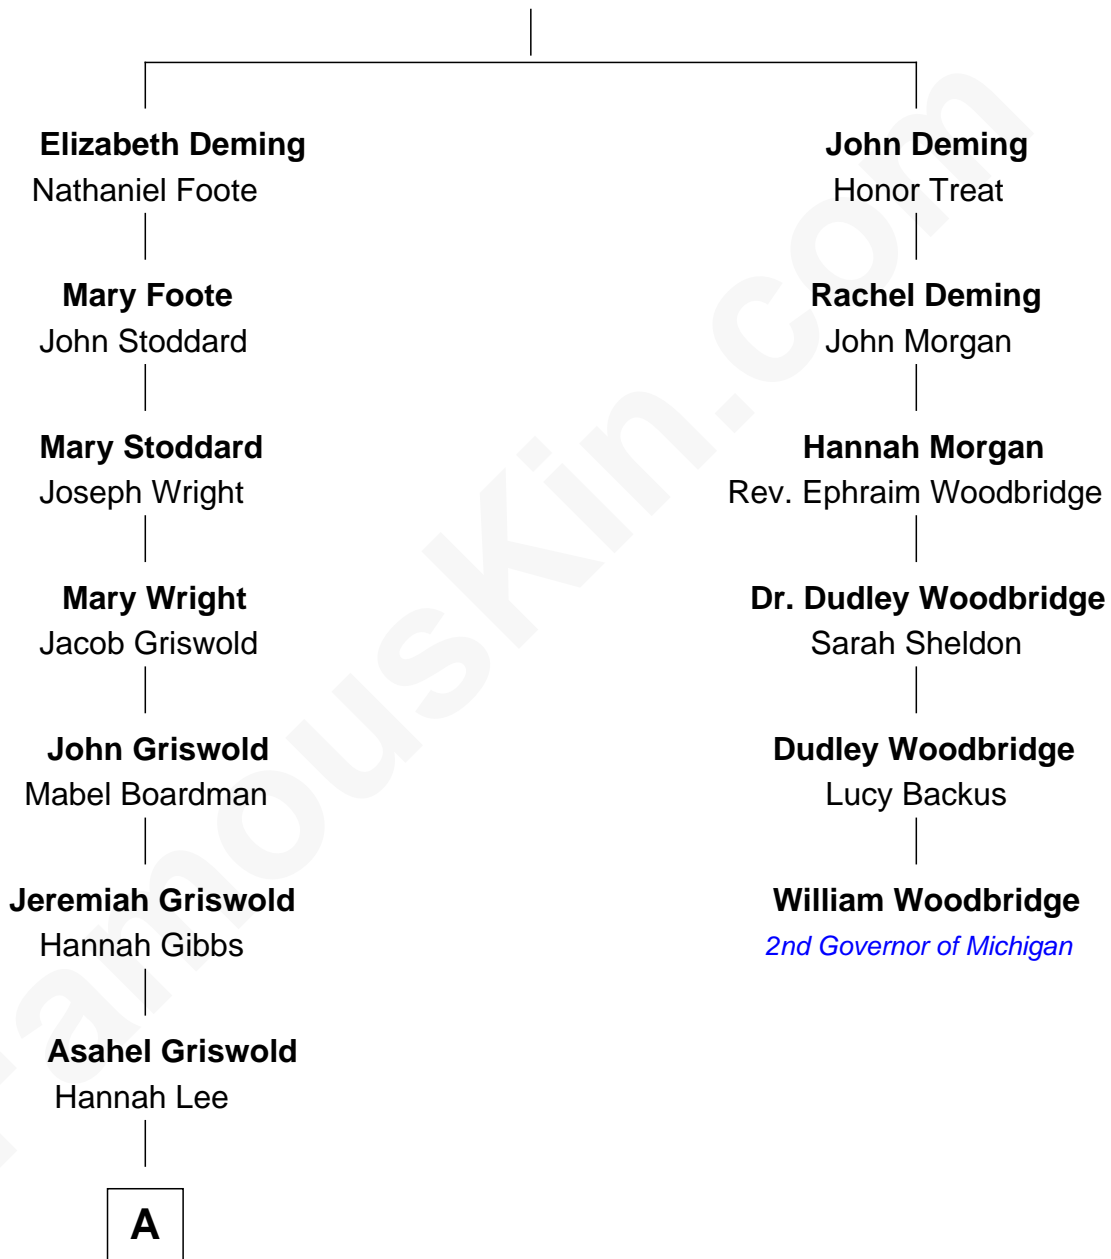 Elizabeth Deming
Nathaniel Foote
Mary Foote
John Stoddard
Mary Stoddard
Joseph Wright
Mary Wright
Jacob Griswold
John Griswold
Mabel Boardman
Jeremiah Griswold
Hannah Gibbs
Asahel Griswold
Hannah Lee
A
John Deming
Honor Treat
Rachel Deming
John Morgan
Hannah Morgan
Rev. Ephraim Woodbridge
Dr. Dudley Woodbridge
Sarah Sheldon
Dudley Woodbridge
Lucy Backus
William Woodbridge
2nd Governor of Michigan
FamousKin.com